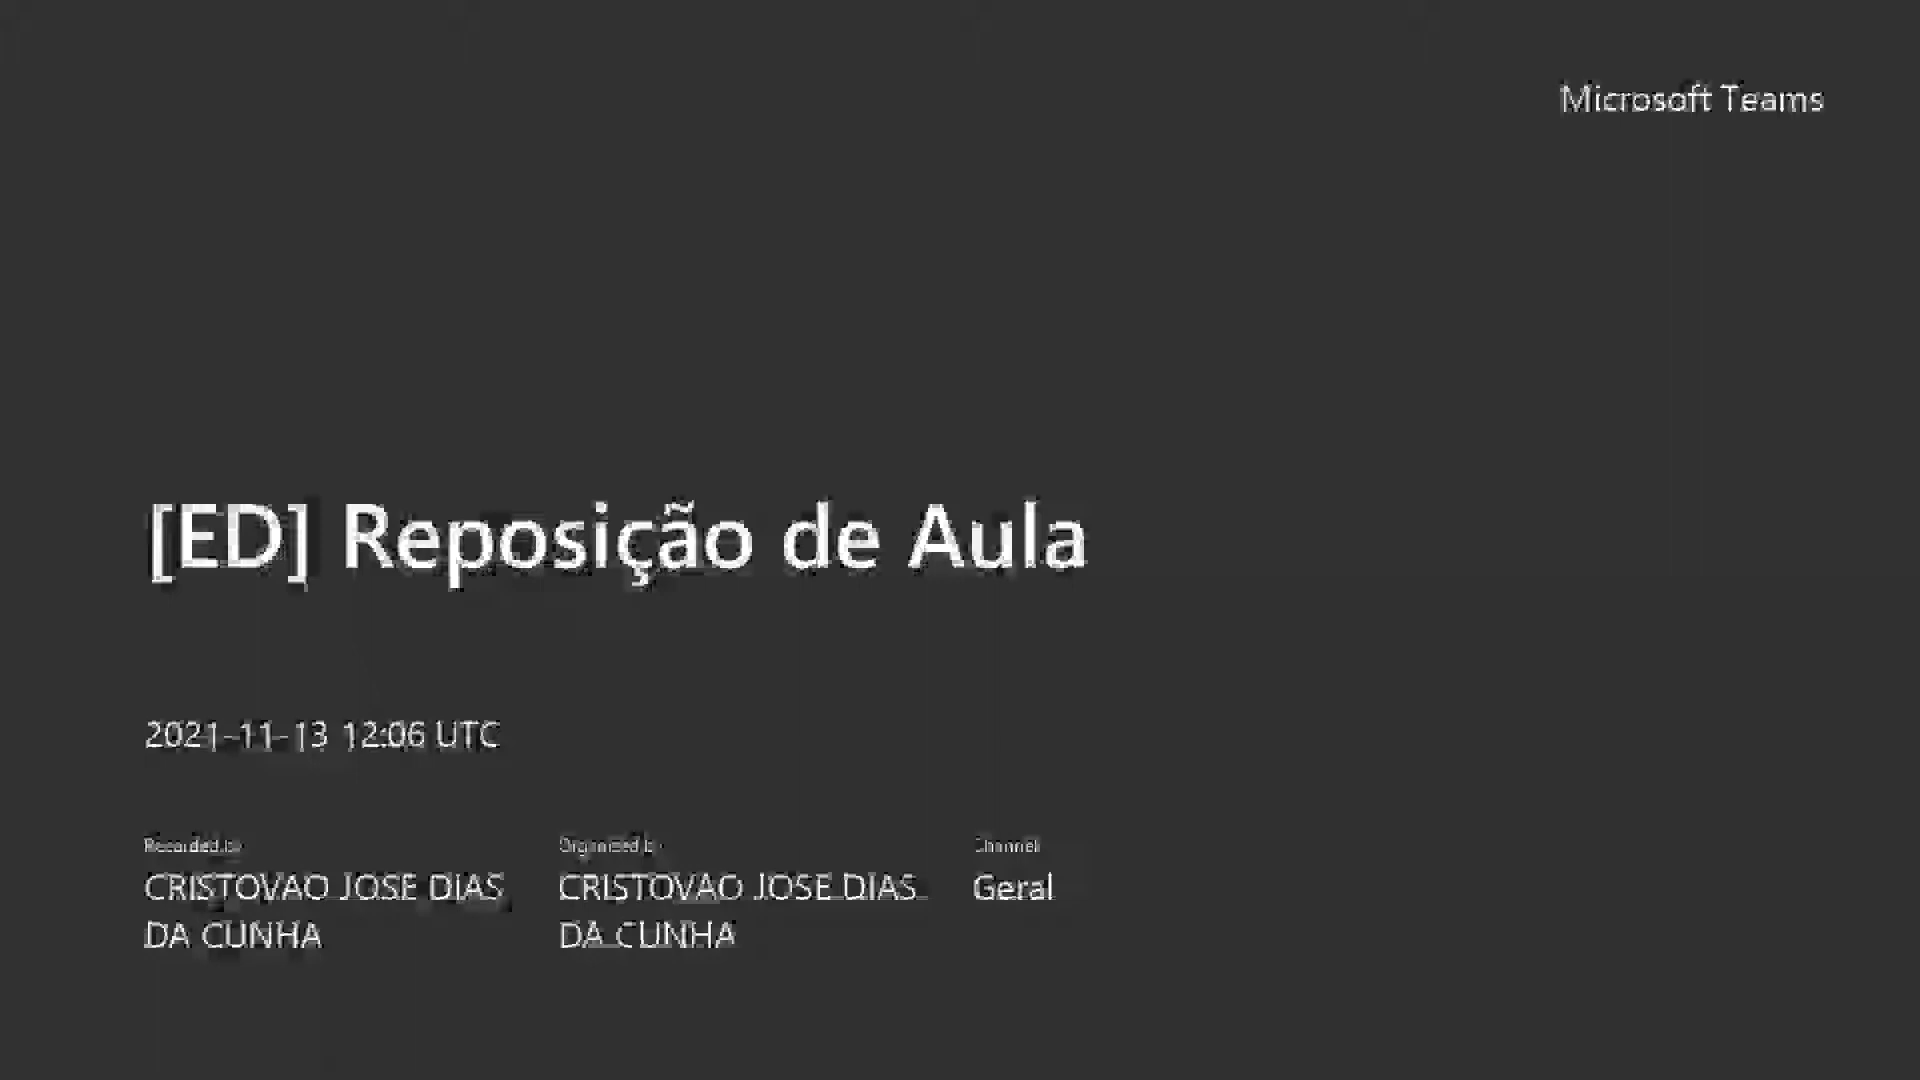 Microsoft Teams
[ED] Reposição de Aula
2021-11-13 12:06 UTC
Recorded by
Organized by
Channel
CRISTOVAO JOSE DIAS
DA CUNHA
CRISTOVAO JOSE DIAS
DA CUNHA
Geral